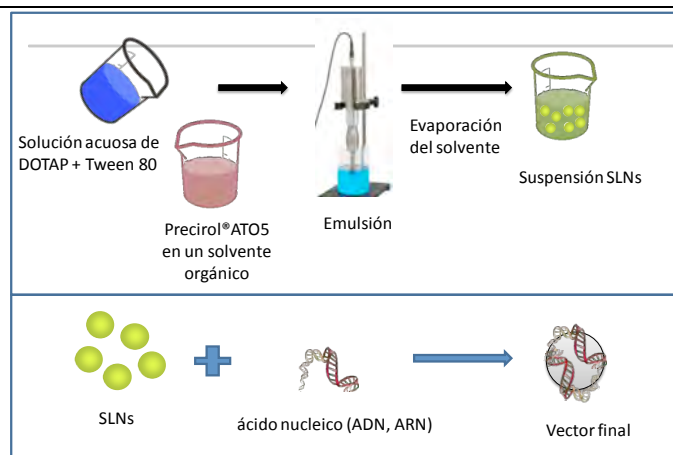 Solución acuosa de
DOTAP + Tween 80
Precirol®ATO5
en un solvente
orgánico
Emulsión
Evaporación
del solvente
Suspensión SLNs
SLNs
ácido nucleico (ADN, ARN)
Vector final